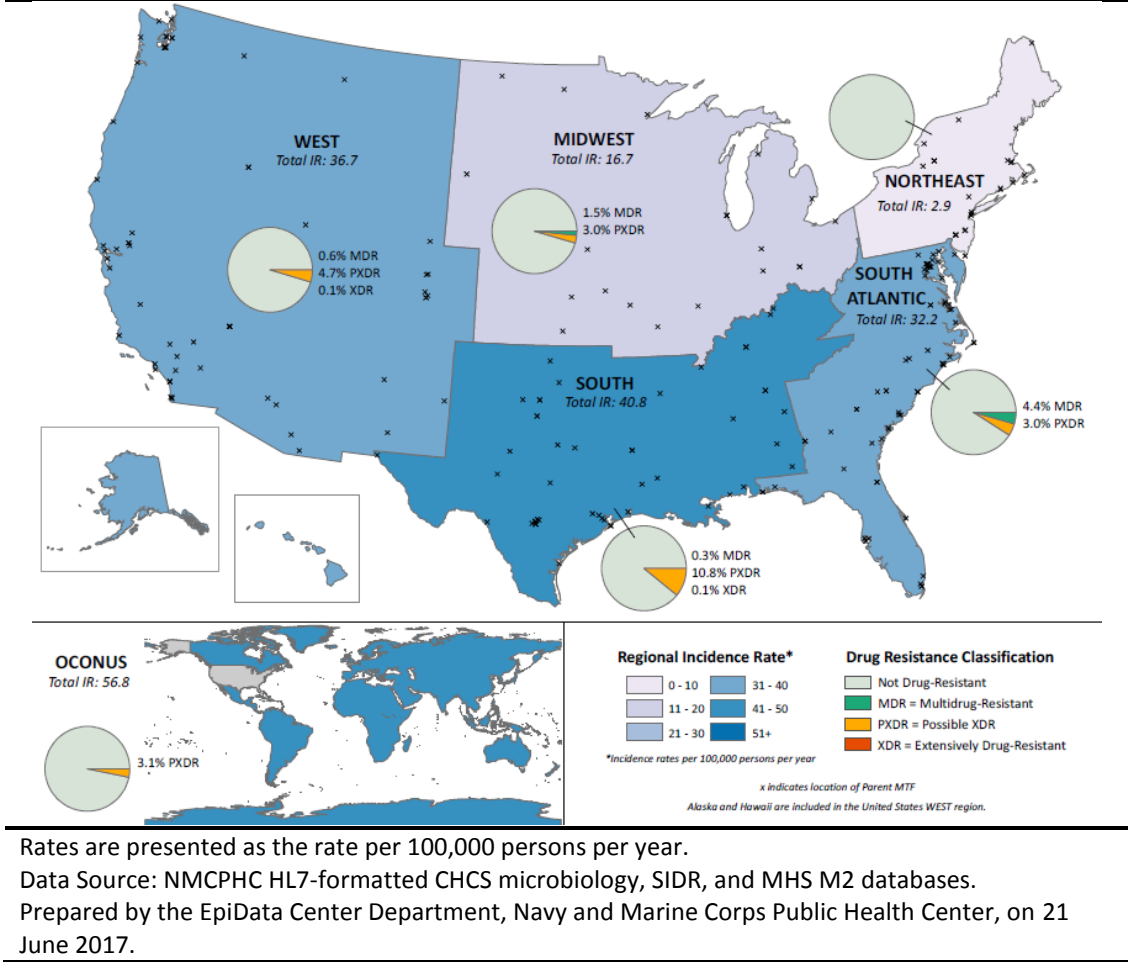 WEST
Total IR: 36.7
0.6% MDR
4.7% PXDR
0.1% XDR
MIDWEST
Total IR: 16.7
1.5% MDR
3.0% PXDR
NORTHEAST
Total IR: 2.9
SOUTH
ATLANTIC
Total IR: 32.2
4.4% MDR
3.0% PXDR
SOUTH
Total IR: 40.8
0.3% MDR
10.8% PXDR
0.1% XDR
OCONUS
Total IR: 56.8
3.1% PXDR
Regional Incidence Rate*
0 - 10
31 - 40
11 - 20
41 - 50
21 - 30
51+
*Incidence rates per 100,000 persons per year
Drug Resistance Classification
Not Drug-Resistant
MDR = Multidrug-Resistant
PXDR = Possible XDR
XDR = Extensively Drug-Resistant
x indicates location of Parent MTF
Alaska and Hawaii are included in the United States WEST region.
Rates are presented as the rate per 100,000 persons per year.
Data Source: NMCPHC HL7-formatted CHCS microbiology, SIDR, and MHS M2 databases.
Prepared by the EpiData Center Department, Navy and Marine Corps Public Health Center, on 21
June 2017.